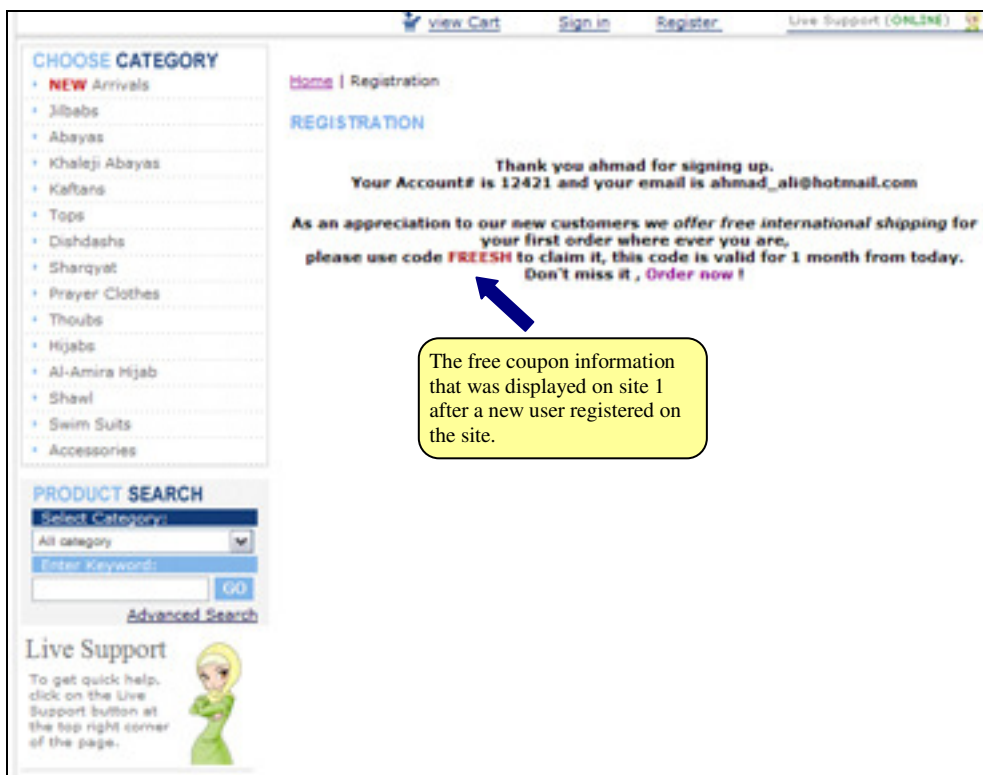 view Cart Sign in Register Live Support (ONLINE)
CHOOSE CATEGORY
NEW Arrivals
Jilbabs
Abayas
Khaleji Abayas
Kaftans
Tops
Dishdashs
Sharqyat
Prayer Clothes
Thoubs
Hijabs
Al-Amira Hijab
Shawl
Swim Suits
Accessories
PRODUCT SEARCH
Select Category:
All category
Enter Keyword:
GO
Advanced Search
Live Support
To get quick help,
click on the Live
Support button at
the top right corner
of the page.
Home | Registration
REGISTRATION
Thank you ahmad for signing up.
Your Account# is 12421 and your email is ahmad_ali@hotmail.com
As an appreciation to our new customers we offer free international shipping for
your first order where ever you are,
please use code FREESH to claim it, this code is valid for 1 month from today.
Don't miss it , Order now !
The free coupon information
that was displayed on site 1
after a new user registered on
the site.